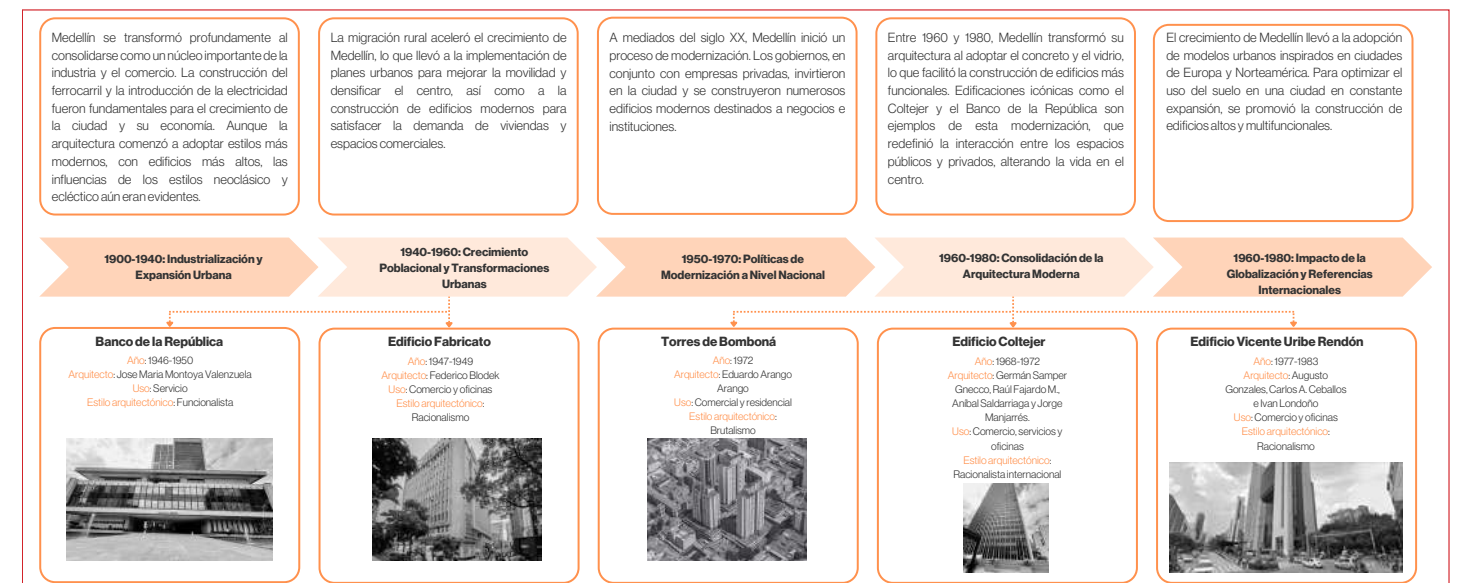 Medellín se transformó profundamente al
consolidarse como un núcleo importante de la
industria y el comercio. La construcción del
ferrocarril y la introducción de la electricidad
fueron fundamentales para el crecimiento de
la ciudad y su economía. Aunque la
arquitectura comenzó a adoptar estilos más
modernos, con edificios más altos, las
influencias de los estilos neoclásico y
ecléctico aún eran evidentes.
La migración rural aceleró el crecimiento de
Medellín, lo que llevó a la implementación de
planes urbanos para mejorar la movilidad y
densificar el centro, así como a la
construcción de edificios modernos para
satisfacer la demanda de viviendas y
espacios comerciales.
A mediados del siglo XX, Medellín inició un
proceso de modernización. Los gobiernos, en
conjunto con empresas privadas, invirtieron
en la ciudad y se construyeron numerosos
edificios modernos destinados a negocios e
instituciones.
Entre 1960 y 1980, Medellín transformó su
arquitectura al adoptar el concreto y el vidrio,
lo que facilitó la construcción de edificios más
funcionales. Edificaciones icónicas como el
Coltejer y el Banco de la República son
ejemplos de esta modernización, que
redefinió la interacción entre los espacios
públicos y privados, alterando la vida en el
centro.
El crecimiento de Medellín llevó a la adopción
de modelos urbanos inspirados en ciudades
de Europa y Norteamérica. Para optimizar el
uso del suelo en una ciudad en constante
expansión, se promovió la construcción de
edificios altos y multifuncionales.
1900-1940: Industrialización y
Expansión Urbana
1940-1960: Crecimiento
Poblacional y Transformaciones
Urbanas
1950-1970: Políticas de
Modernización a Nivel Nacional
1960-1980: Consolidación de la
Arquitectura Moderna
1960-1980: Impacto de la
Globalización y Referencias
Internacionales
Banco de la República
Año: 1946-1950
Arquitecto: Jose Maria Montoya Valenzuela
Uso: Servicio
Estilo arquitectónico: Funcionalista
Edificio Fabricato
Año: 1947-1949
Arquitecto: Federico Blodek
Uso: Comercio y oficinas
Estilo arquitectónico:
Racionalismo
Torres de Bomboná
Año: 1972
Arquitecto: Eduardo Arango
Arango
Uso: Comercial y residencial
Estilo arquitectónico:
Brutalismo
Edificio Coltejer
Año: 1968-1972
Arquitecto: Germán Samper
Gnecco, Raúl Fajardo M.,
Aníbal Saldarriaga y Jorge
Manjarrés.
Uso: Comercio, servicios y
oficinas
Estilo arquitectónico:
Racionalista internacional
Edificio Vicente Uribe Rendón
Año: 1977-1983
Arquitecto: Augusto
Gonzales, Carlos A. Ceballos
e Ivan Londoño
Uso: Comercio y oficinas
Estilo arquitectónico:
Racionalismo